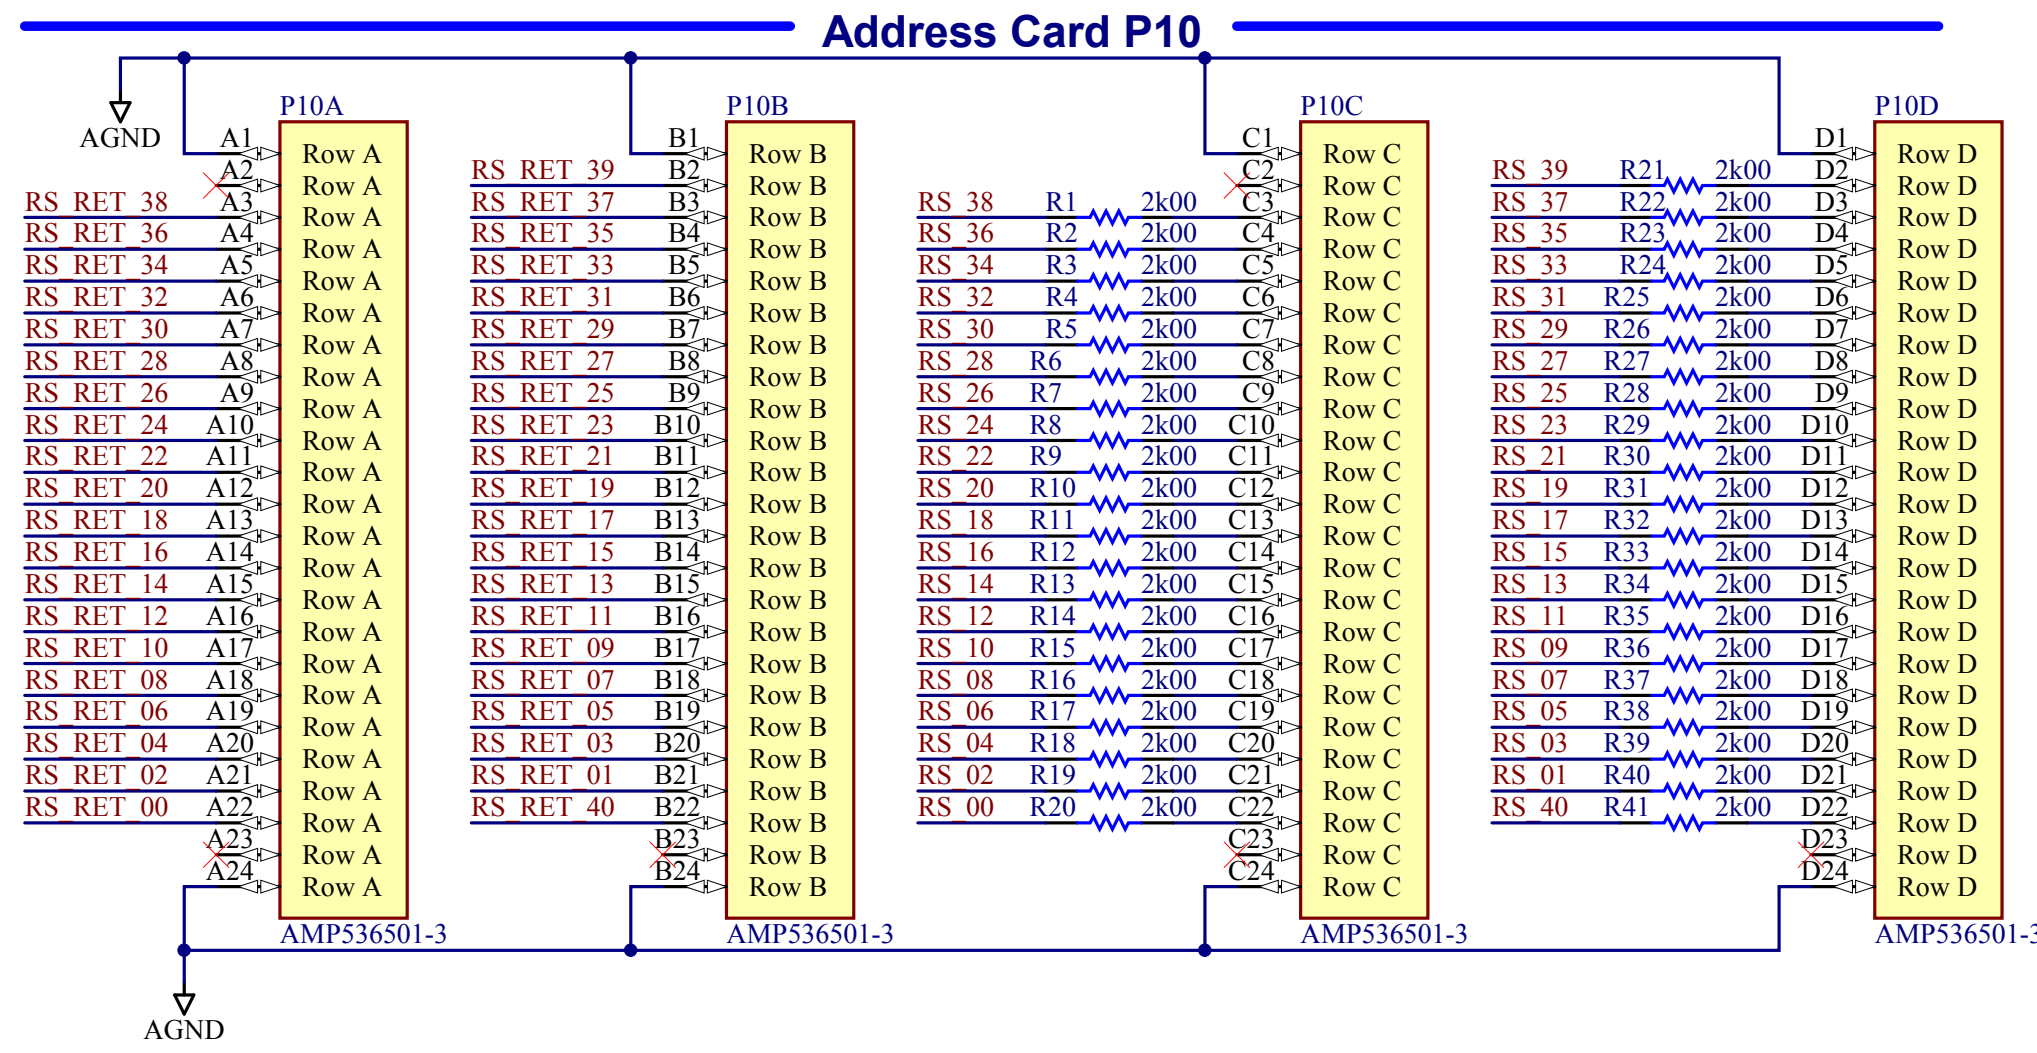 Address Card P10
AGND
P10A
A1 Row A
A2 Row A
RS_RET_38 A3 Row A
RS_RET_36 A4 Row A
RS_RET_34 A5 Row A
RS_RET_32 A6 Row A
RS_RET_30 A7 Row A
RS_RET_28 A8 Row A
RS_RET_26 A9 Row A
RS_RET_24 A10 Row A
RS_RET_22 A11 Row A
RS_RET_20 A12 Row A
RS_RET_18 A13 Row A
RS_RET_16 A14 Row A
RS_RET_14 A15 Row A
RS_RET_12 A16 Row A
RS_RET_10 A17 Row A
RS_RET_08 A18 Row A
RS_RET_06 A19 Row A
RS_RET_04 A20 Row A
RS_RET_02 A21 Row A
RS_RET_00 A22 Row A
A23 Row A
A24 Row A
AMP536501-3
AGND
P10B
B1 Row B
RS_RET_39 B2 Row B
RS_RET_37 B3 Row B
RS_RET_35 B4 Row B
RS_RET_33 B5 Row B
RS_RET_31 B6 Row B
RS_RET_29 B7 Row B
RS_RET_27 B8 Row B
RS_RET_25 B9 Row B
RS_RET_23 B10 Row B
RS_RET_21 B11 Row B
RS_RET_19 B12 Row B
RS_RET_17 B13 Row B
RS_RET_15 B14 Row B
RS_RET_13 B15 Row B
RS_RET_11 B16 Row B
RS_RET_09 B17 Row B
RS_RET_07 B18 Row B
RS_RET_05 B19 Row B
RS_RET_03 B20 Row B
RS_RET_01 B21 Row B
RS_RET_40 B22 Row B
B23 Row B
B24 Row B
AMP536501-3
P10C
C1 Row C
C2 Row C
RS_38 R1 2k00 C3 Row C
RS_36 R2 2k00 C4 Row C
RS_34 R3 2k00 C5 Row C
RS_32 R4 2k00 C6 Row C
RS_30 R5 2k00 C7 Row C
RS_28 R6 2k00 C8 Row C
RS_26 R7 2k00 C9 Row C
RS_24 R8 2k00 C10 Row C
RS_22 R9 2k00 C11 Row C
RS_20 R10 2k00 C12 Row C
RS_18 R11 2k00 C13 Row C
RS_16 R12 2k00 C14 Row C
RS_14 R13 2k00 C15 Row C
RS_12 R14 2k00 C16 Row C
RS_10 R15 2k00 C17 Row C
RS_08 R16 2k00 C18 Row C
RS_06 R17 2k00 C19 Row C
RS_04 R18 2k00 C20 Row C
RS_02 R19 2k00 C21 Row C
RS_00 R20 2k00 C22 Row C
C23 Row C
C24 Row C
AMP536501-3
P10D
D1 Row D
RS_39 R21 2k00 D2 Row D
RS_37 R22 2k00 D3 Row D
RS_35 R23 2k00 D4 Row D
RS_33 R24 2k00 D5 Row D
RS_31 R25 2k00 D6 Row D
RS_29 R26 2k00 D7 Row D
RS_27 R27 2k00 D8 Row D
RS_25 R28 2k00 D9 Row D
RS_23 R29 2k00 D10 Row D
RS_21 R30 2k00 D11 Row D
RS_19 R31 2k00 D12 Row D
RS_17 R32 2k00 D13 Row D
RS_15 R33 2k00 D14 Row D
RS_13 R34 2k00 D15 Row D
RS_11 R35 2k00 D16 Row D
RS_09 R36 2k00 D17 Row D
RS_07 R37 2k00 D18 Row D
RS_05 R38 2k00 D19 Row D
RS_03 R39 2k00 D20 Row D
RS_01 R40 2k00 D21 Row D
RS_40 R41 2k00 D22 Row D
D23 Row D
D24 Row D
AMP536501-3